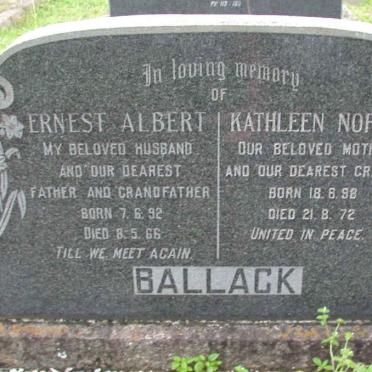 In loving memory
OF
ERNEST ALBERT
MY BELOVED HUSBAND
AND OUR DEAREST
FATHER AND GRANDFATHER
BORN 7.6.92
DIED 8.5.66
TILL WE MEET AGAIN.
KATHLEEN NOR
OUR BELOVED MOTH
AND OUR DEAREST GR
BORN 18.6.98
DIED 21.8.72
UNITED IN PEACE.
BALLACK